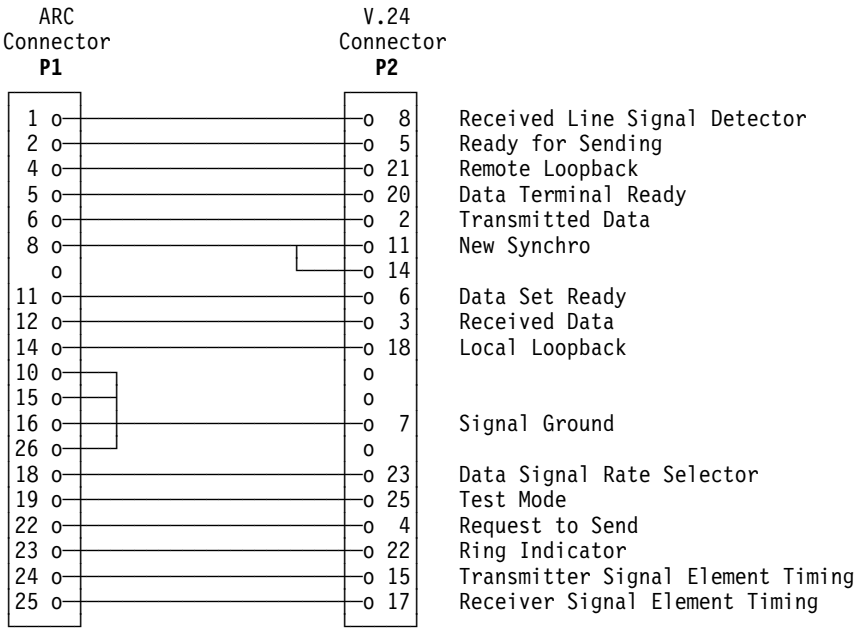 ARC V.24
Connector Connector
P1 P2
1 o o 8 Received Line Signal Detector
2 o o 5 Ready for Sending
4 o o 21 Remote Loopback
5 o o 20 Data Terminal Ready
6 o o 2 Transmitted Data
8 o o 11 New Synchro
o o 14
11 o o 6 Data Set Ready
12 o o 3 Received Data
14 o o 18 Local Loopback
10 o o
15 o o
16 o o 7 Signal Ground
26 o o
18 o o 23 Data Signal Rate Selector
19 o o 25 Test Mode
22 o o 4 Request to Send
23 o o 22 Ring Indicator
24 o o 15 Transmitter Signal Element Timing
25 o o 17 Receiver Signal Element Timing